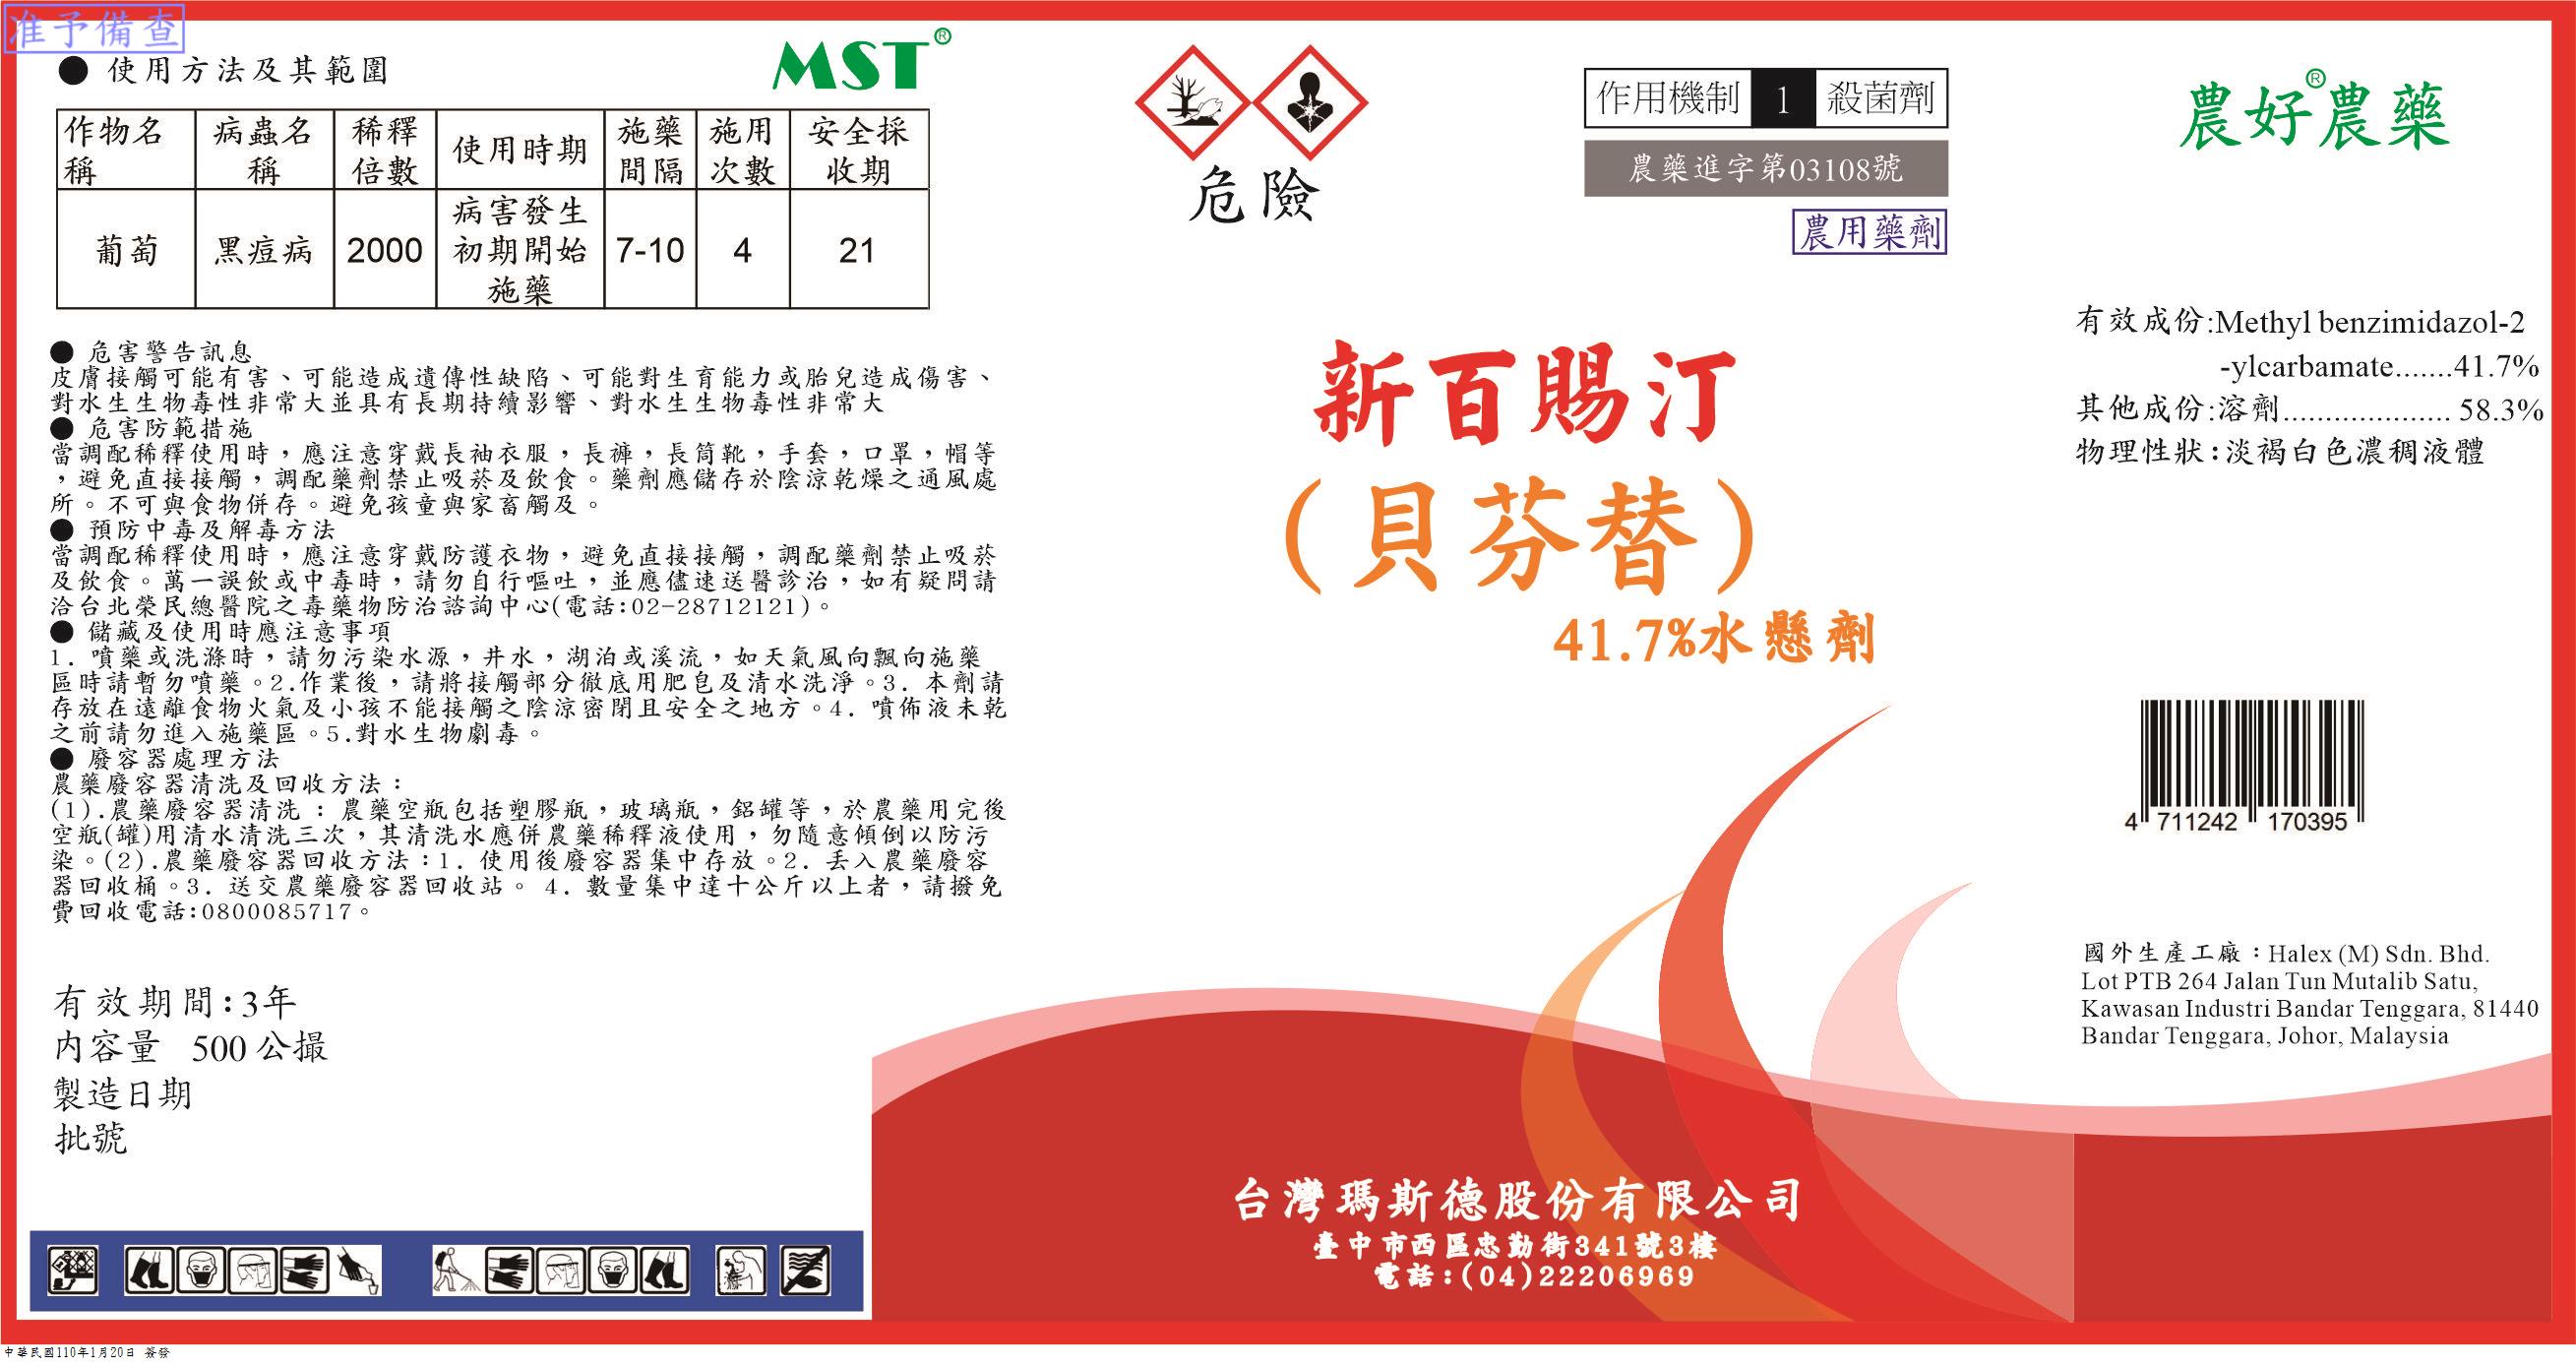 准予備查
● 使用方法及其範圍
MST®
作物名稱 病蟲名稱 稀釋倍數 使用時期 施藥間隔 施用次數 安全採收期
葡萄 黑痘病 2000 病害發生初期開始施藥 7-10 4 21
● 危害警告訊息
皮膚接觸可能有害、可能造成遺傳性缺陷、可能對生育能力或胎兒造成傷害、
對水生生物毒性非常大並具有長期持續影響、對水生生物毒性非常大
● 危害防範措施
當調配稀釋使用時，應注意穿戴長袖衣服，長褲，長筒靴，手套，口罩，帽等
，避免直接接觸，調配藥劑禁止吸菸及飲食。藥劑應儲存於陰涼乾燥之通風處
所。不可與食物併存。避免孩童與家畜觸及。
● 預防中毒及解毒方法
當調配稀釋使用時，應注意穿戴防護衣物，避免直接接觸，調配藥劑禁止吸菸
及飲食。萬一誤飲或中毒時，請勿自行嘔吐，並應儘速送醫診治，如有疑問請
洽台北榮民總醫院之毒藥物防治諮詢中心(電話:02-28712121)。
● 儲藏及使用時應注意事項
1. 噴藥或洗滌時，請勿污染水源，井水，湖泊或溪流，如天氣風向飄向施藥
區時請暫勿噴藥。2.作業後，請將接觸部分徹底用肥皂及清水洗淨。3. 本劑請
存放在遠離食物火氣及小孩不能接觸之陰涼密閉且安全之地方。4. 噴佈液未乾
之前請勿進入施藥區。5.對水生物劇毒。
● 廢容器處理方法
農藥廢容器清洗及回收方法：
(1).農藥廢容器清洗 : 農藥空瓶包括塑膠瓶，玻璃瓶，鋁罐等，於農藥用完後
空瓶(罐)用清水清洗三次，其清洗水應併農藥稀釋液使用，勿隨意傾倒以防污
染。(2).農藥廢容器回收方法：1. 使用後廢容器集中存放。2. 丟入農藥廢容
器回收桶。3. 送交農藥廢容器回收站。 4. 數量集中達十公斤以上者，請撥免
費回收電話:0800085717。
有效期間:3年
內容量 500公撮
製造日期
批號
危險
作用機制 1 殺菌劑
農藥進字第03108號
農用藥劑
新百賜汀
(貝芬替)
41.7%水懸劑
台灣瑪斯德股份有限公司
臺中市西區忠勤街341號3樓
電話:(04)22206969
農好®農藥
有效成份:Methyl benzimidazol-2
-ylcarbamate.......41.7%
其他成份:溶劑.................... 58.3%
物理性狀:淡褐白色濃稠液體
4 711242 170395
國外生產工廠：Halex (M) Sdn. Bhd.
Lot PTB 264 Jalan Tun Mutalib Satu,
Kawasan Industri Bandar Tenggara, 81440
Bandar Tenggara, Johor, Malaysia
中華民國110年1月20日 簽發